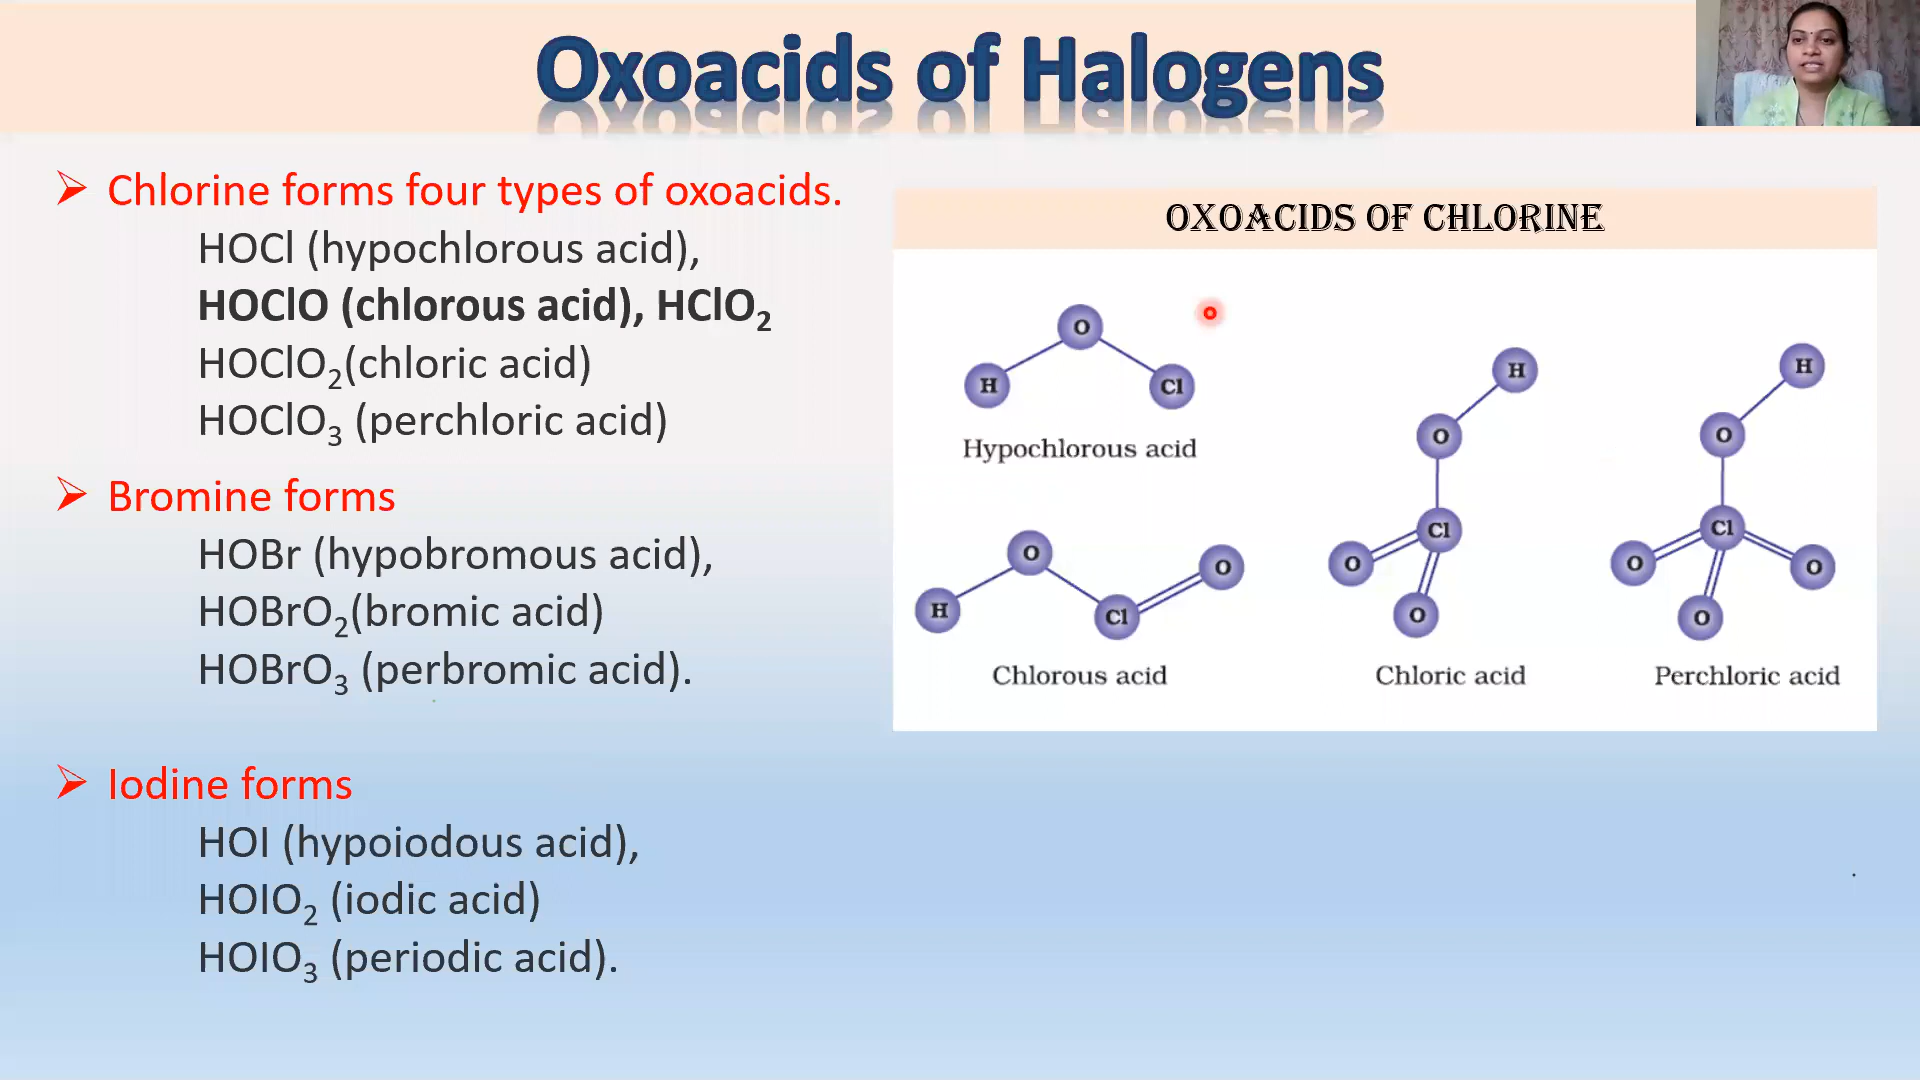 Oxoacids of Halogens
➢ Chlorine forms four types of oxoacids.
HOCl (hypochlorous acid),
HOClO (chlorous acid), HClO₂
HOClO₂(chloric acid)
HOClO₃ (perchloric acid)
➢ Bromine forms
HOBr (hypobromous acid),
HOBrO₂(bromic acid)
HOBrO₃ (perbromic acid).
➢ Iodine forms
HOI (hypoiodous acid),
HOIO₂ (iodic acid)
HOIO₃ (periodic acid).
OXOACIDS OF CHLORINE
O
H Cl
Hypochlorous acid
O O
H Cl
Chlorous acid
H
O
Cl
O
O
Chloric acid
H
O
Cl
O O
O
Perchloric acid